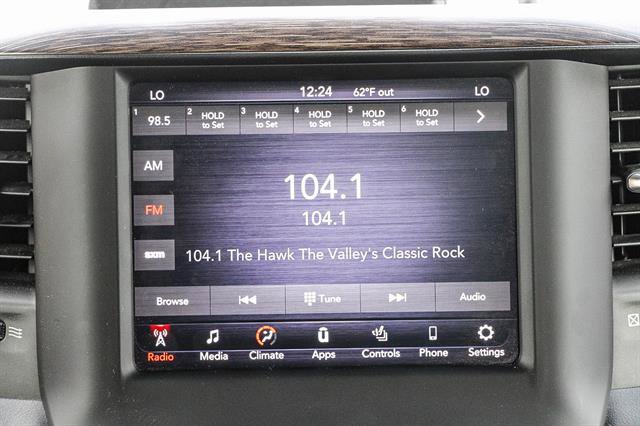 LO 12:24 62°F out LO
1 98.5 2 HOLD to Set 3 HOLD to Set 4 HOLD to Set 5 HOLD to Set 6 HOLD to Set
AM
104.1
FM
104.1
sxm
104.1 The Hawk The Valley's Classic Rock
Browse Tune Audio
Radio Media Climate Apps Controls Phone Settings